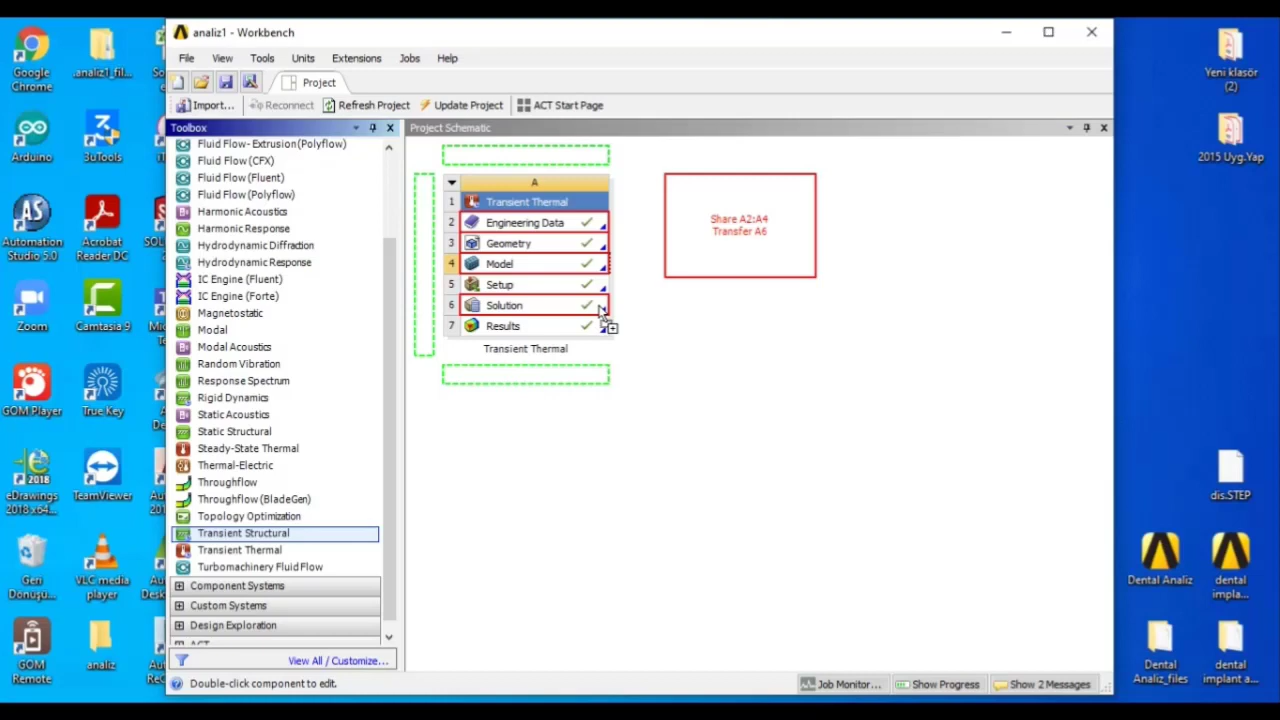 analiz1 - Workbench
File View Tools Units Extensions Jobs Help
Project
Import... Reconnect Refresh Project Update Project ACT Start Page
Toolbox
Fluid Flow- Extrusion(Polyflow)
Fluid Flow (CFX)
Fluid Flow (Fluent)
Fluid Flow (Polyflow)
Harmonic Acoustics
Harmonic Response
Hydrodynamic Diffraction
Hydrodynamic Response
IC Engine (Fluent)
IC Engine (Forte)
Magnetostatic
Modal
Modal Acoustics
Random Vibration
Response Spectrum
Rigid Dynamics
Static Acoustics
Static Structural
Steady-State Thermal
Thermal-Electric
Throughflow
Throughflow (BladeGen)
Topology Optimization
Transient Structural
Transient Thermal
Turbomachinery Fluid Flow
Component Systems
Custom Systems
Design Exploration
ACT
View All / Customize...
Project Schematic
A
1 Transient Thermal
2 Engineering Data
3 Geometry
4 Model
5 Setup
6 Solution
7 Results
Transient Thermal
Share A2:A4
Transfer A6
Double-click component to edit.
Job Monitor... Show Progress Show 2 Messages
Google
Chrome
.analiz1_fil...
Arduino
3uTools
AS
Automation
Studio 5.0
Acrobat
Reader DC
Zoom
Camtasia 9
GOM Player
True Key
2018
eDrawings
2018 x64...
TeamViewer
Geri
Dönüşü...
VLC media
player
GOM
Remote
analiz
Yeni klasör
(2)
2015 Uyg.Yap
dis.STEP
Dental Analiz
dental
impla...
Dental
Analiz_files
dental
implant a...